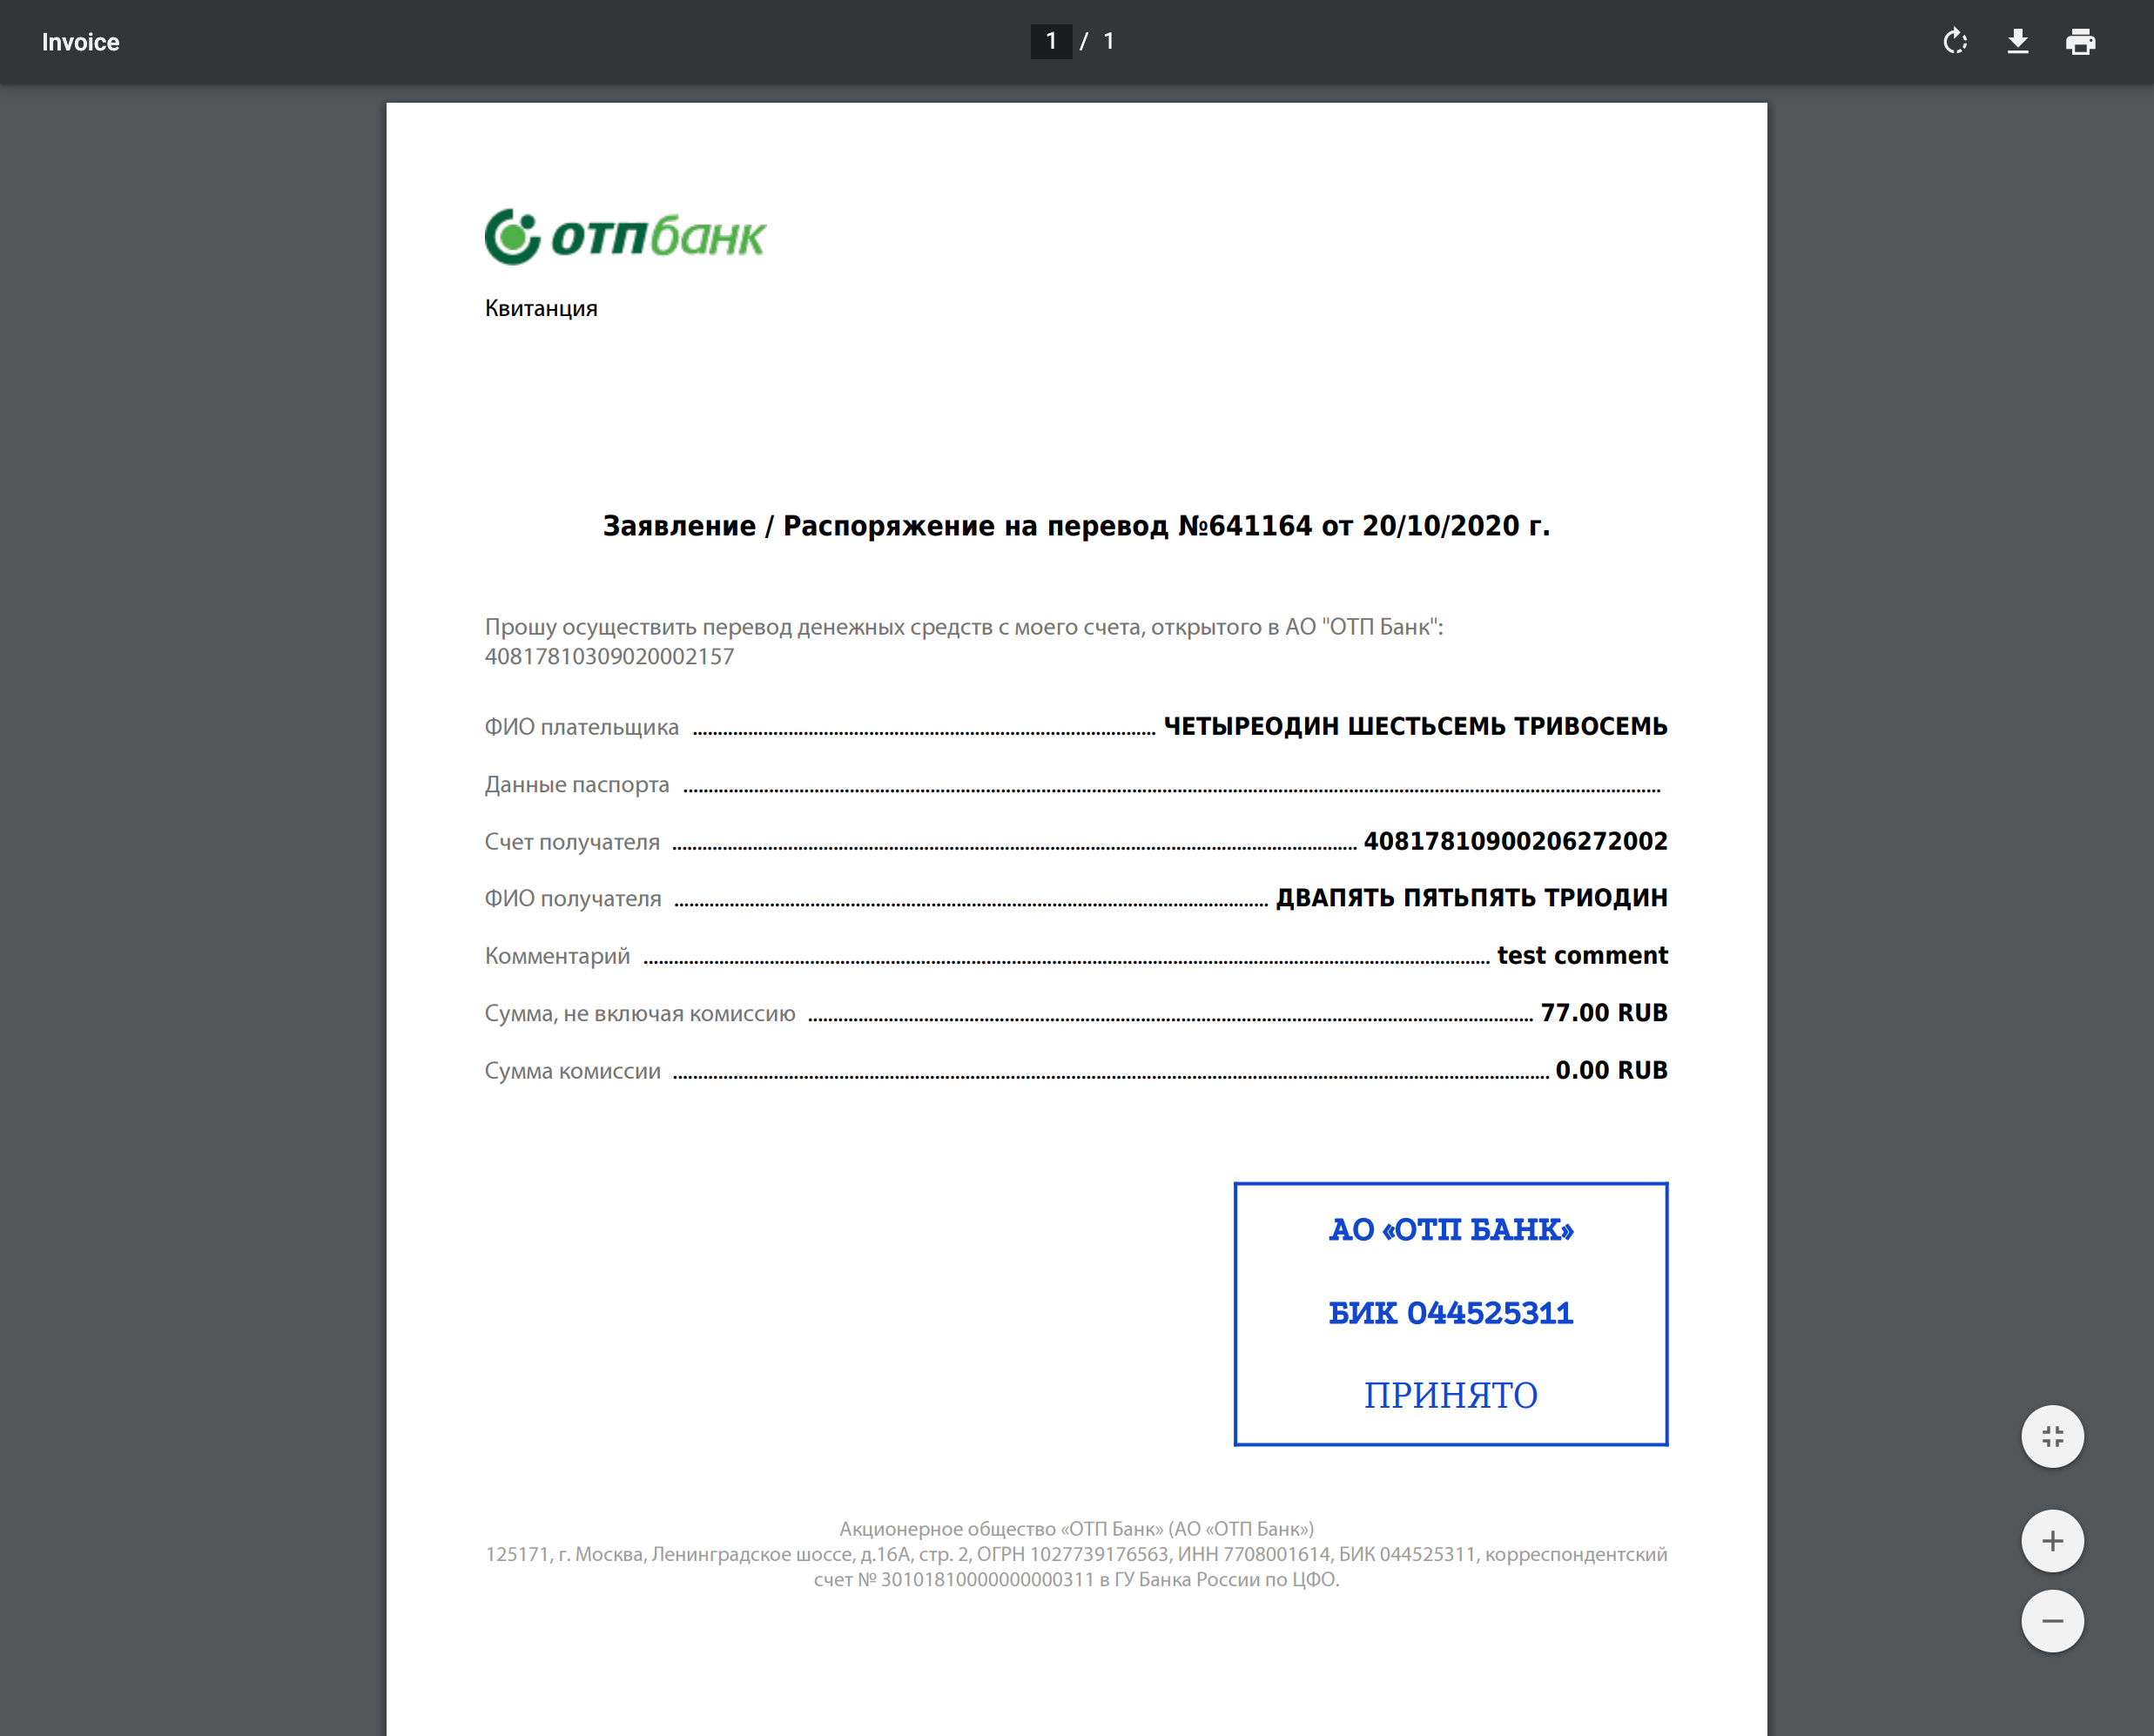 Invoice
1 / 1
отпбанк
Квитанция
Заявление / Распоряжение на перевод №641164 от 20/10/2020 г.
Прошу осуществить перевод денежных средств с моего счета, открытого в АО "ОТП Банк":
40817810309020002157
ФИО плательщика ЧЕТЫРЕОДИН ШЕСТЬСЕМЬ ТРИВОСЕМЬ
Данные паспорта
Счет получателя 40817810900206272002
ФИО получателя ДВАПЯТЬ ПЯТЬПЯТЬ ТРИОДИН
Комментарий test comment
Сумма, не включая комиссию 77.00 RUB
Сумма комиссии 0.00 RUB
АО «ОТП БАНК»
БИК 044525311
ПРИНЯТО
Акционерное общество «ОТП Банк» (АО «ОТП Банк»)
125171, г. Москва, Ленинградское шоссе, д.16А, стр. 2, ОГРН 1027739176563, ИНН 7708001614, БИК 044525311, корреспондентский
счет № 30101810000000000311 в ГУ Банка России по ЦФО.